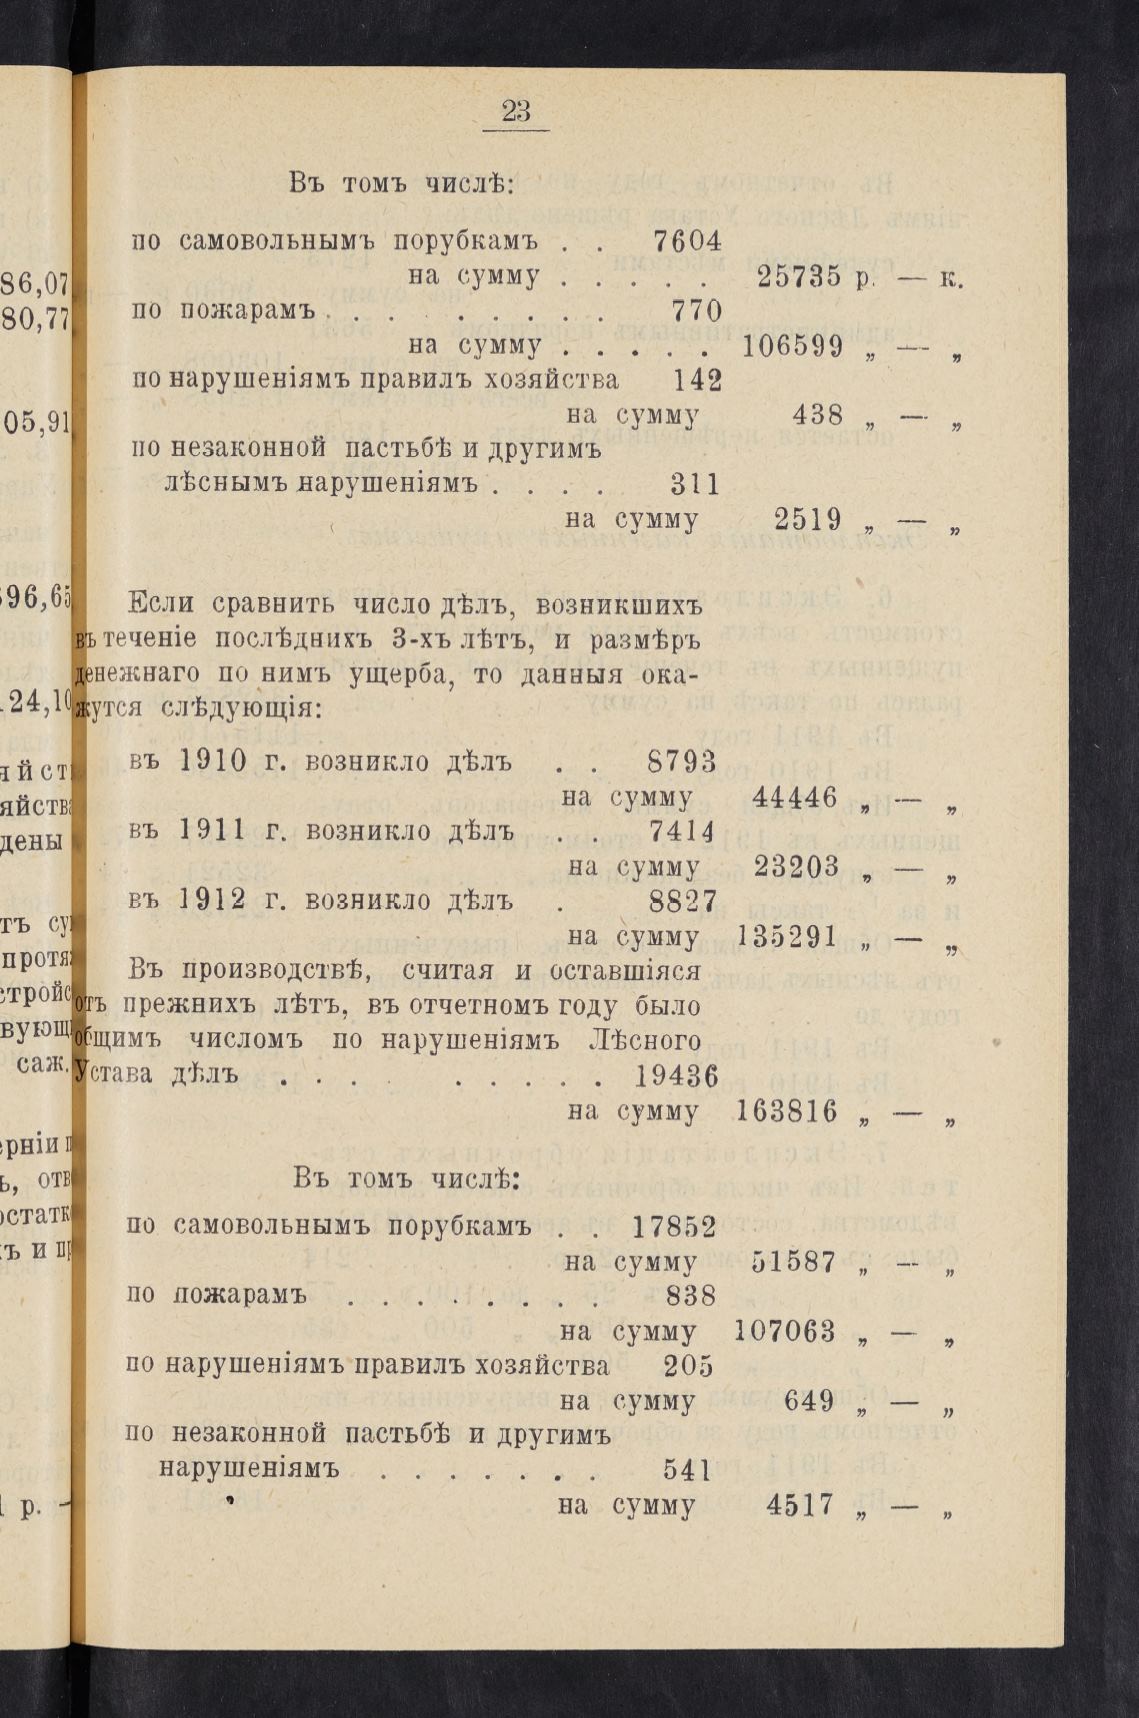 23
Въ томъ числѣ:
по самовольнымъ порубкамъ . . 7604
на сумму . . . . . 25735 р. — к.
по пожарамъ . . . . . . . . 770
на сумму . . . . . 106599 „ — „
по нарушеніямъ правилъ хозяйства 142
на сумму 438 „ — „
по незаконной пастьбѣ и другимъ
лѣснымъ нарушеніямъ . . . . 311
на сумму 2519 „ — „
Если сравнить число дѣлъ, возникшихъ
въ теченіе послѣднихъ 3-хъ лѣтъ, и размѣръ
денежнаго по нимъ ущерба, то данныя ока-
жутся слѣдующія:
въ 1910 г. возникло дѣлъ . . 8793
на сумму 44446 „ — „
въ 1911 г. возникло дѣлъ . . 7414
на сумму 23203 „ — „
въ 1912 г. возникло дѣлъ . 8827
на сумму 135291 „ — „
Въ производствѣ, считая и оставшіяся
отъ прежнихъ лѣтъ, въ отчетномъ году было
общимъ числомъ по нарушеніямъ Лѣсного
Устава дѣлъ . . . . . . . . 19436
на сумму 163816 „ — „
Въ томъ числѣ:
по самовольнымъ порубкамъ . . 17852
на сумму 51587 „ — „
по пожарамъ . . . . . . . . 838
на сумму 107063 „ — „
по нарушеніямъ правилъ хозяйства 205
на сумму 649 „ — „
по незаконной пастьбѣ и другимъ
нарушеніямъ . . . . . . . 541
на сумму 4517 „ — „